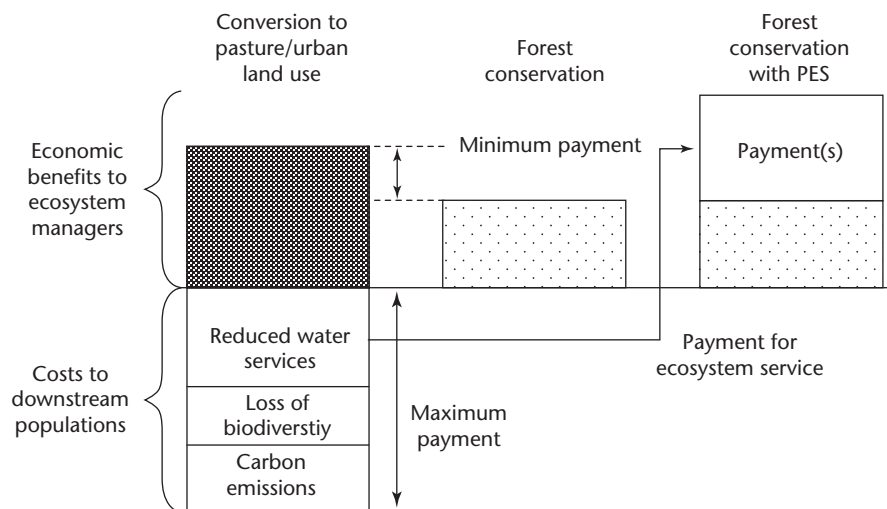 Conversion to
pasture/urban
land use
Forest
conservation
Forest
conservation
with PES
Economic
benefits to
ecosystem
managers
Minimum payment
Payment(s)
Costs to
downstream
populations
Reduced water
services
Loss of
biodiverstiy
Carbon
emissions
Maximum
payment
Payment for
ecosystem service